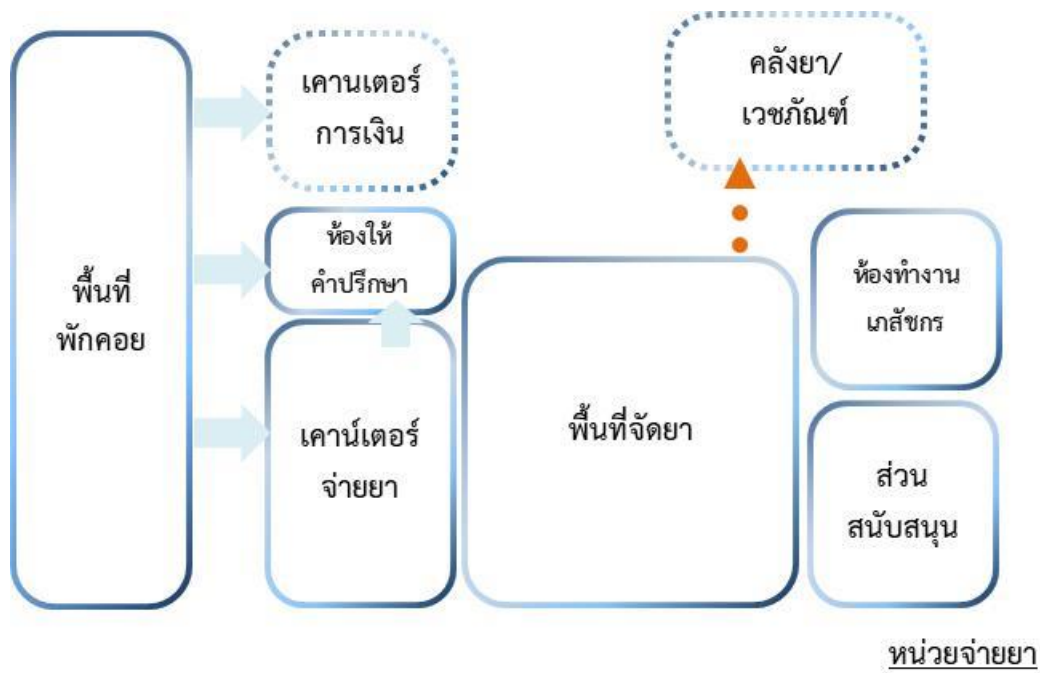 พื้นที่
พักคอย
เคานเตอร์
การเงิน
ห้องให้
คำปรึกษา
เคาน์เตอร์
จ่ายยา
คลังยา/
เวชภัณฑ์
พื้นที่จัดยา
ห้องทำงาน
เภสัชกร
ส่วน
สนับสนุน
หน่วยจ่ายยา